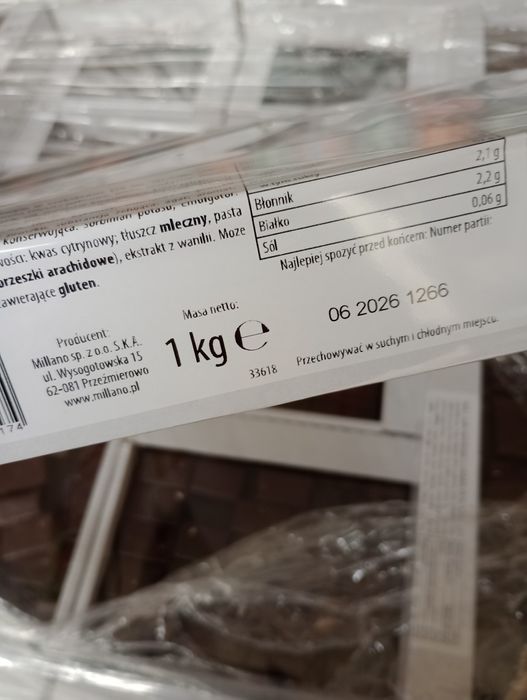 konserwująca: sorbinian potasu, emulgator
wości: kwas cytrynowy; tłuszcz mleczny, pasta
orzeszki arachidowe), ekstrakt z wanilii. Może
zawierające gluten.
2,1 g
Błonnik 2,2 g
Białko 0,06 g
Sól
Najlepiej spożyć przed końcem: Numer partii:
06 2026 1266
Masa netto:
1 kg ℮
Producent:
Millano sp. z o.o. S.K.A.
ul. Wysogotowska 15
62-081 Przeźmierowo
www.millano.pl
33618
Przechowywać w suchym i chłodnym miejscu.
174